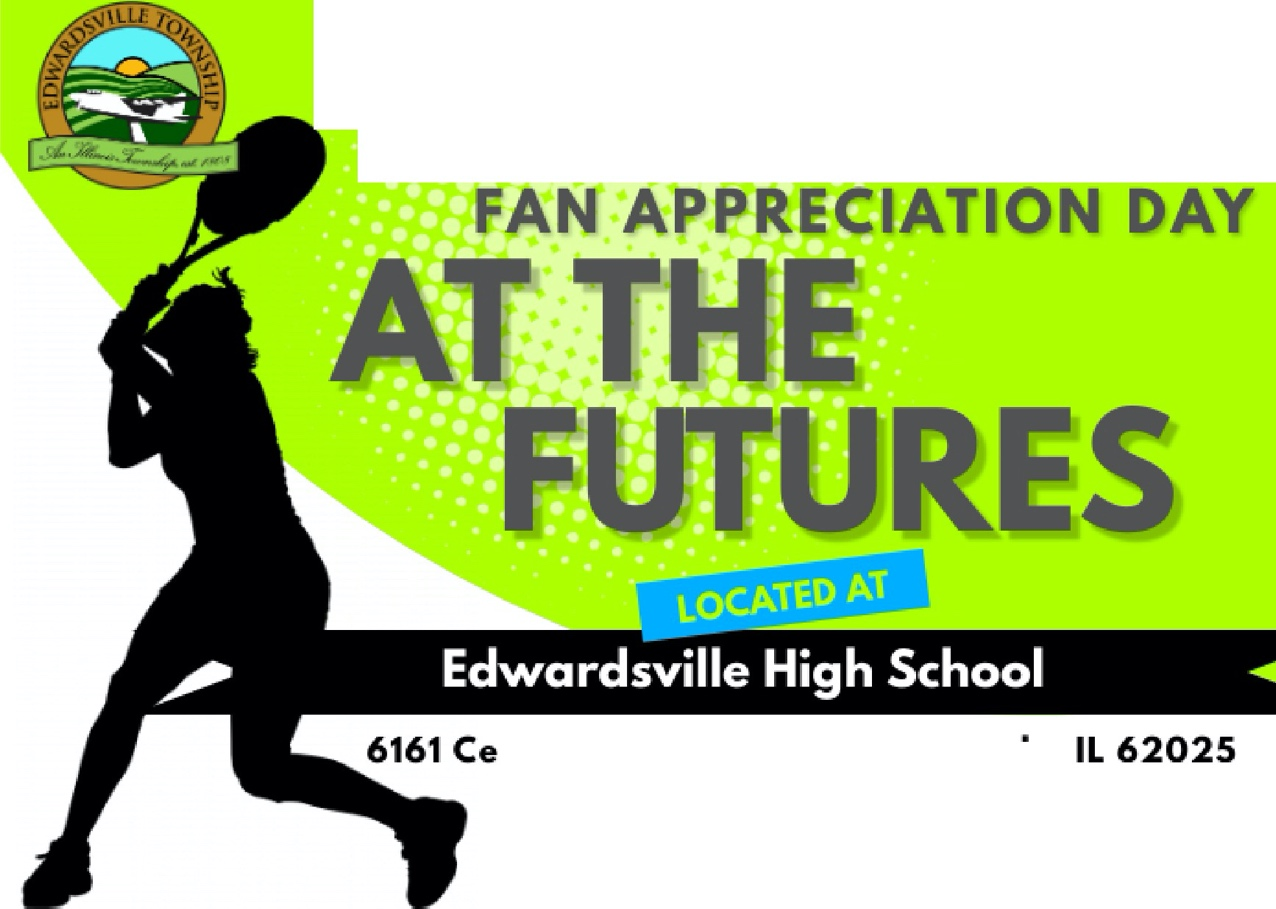 EDWARDSVILLE TOWNSHIP
An Illinois Township, est. 1808
FAN APPRECIATION DAY
AT THE
FUTURES
LOCATED AT
Edwardsville High School
6161 Ce IL 62025